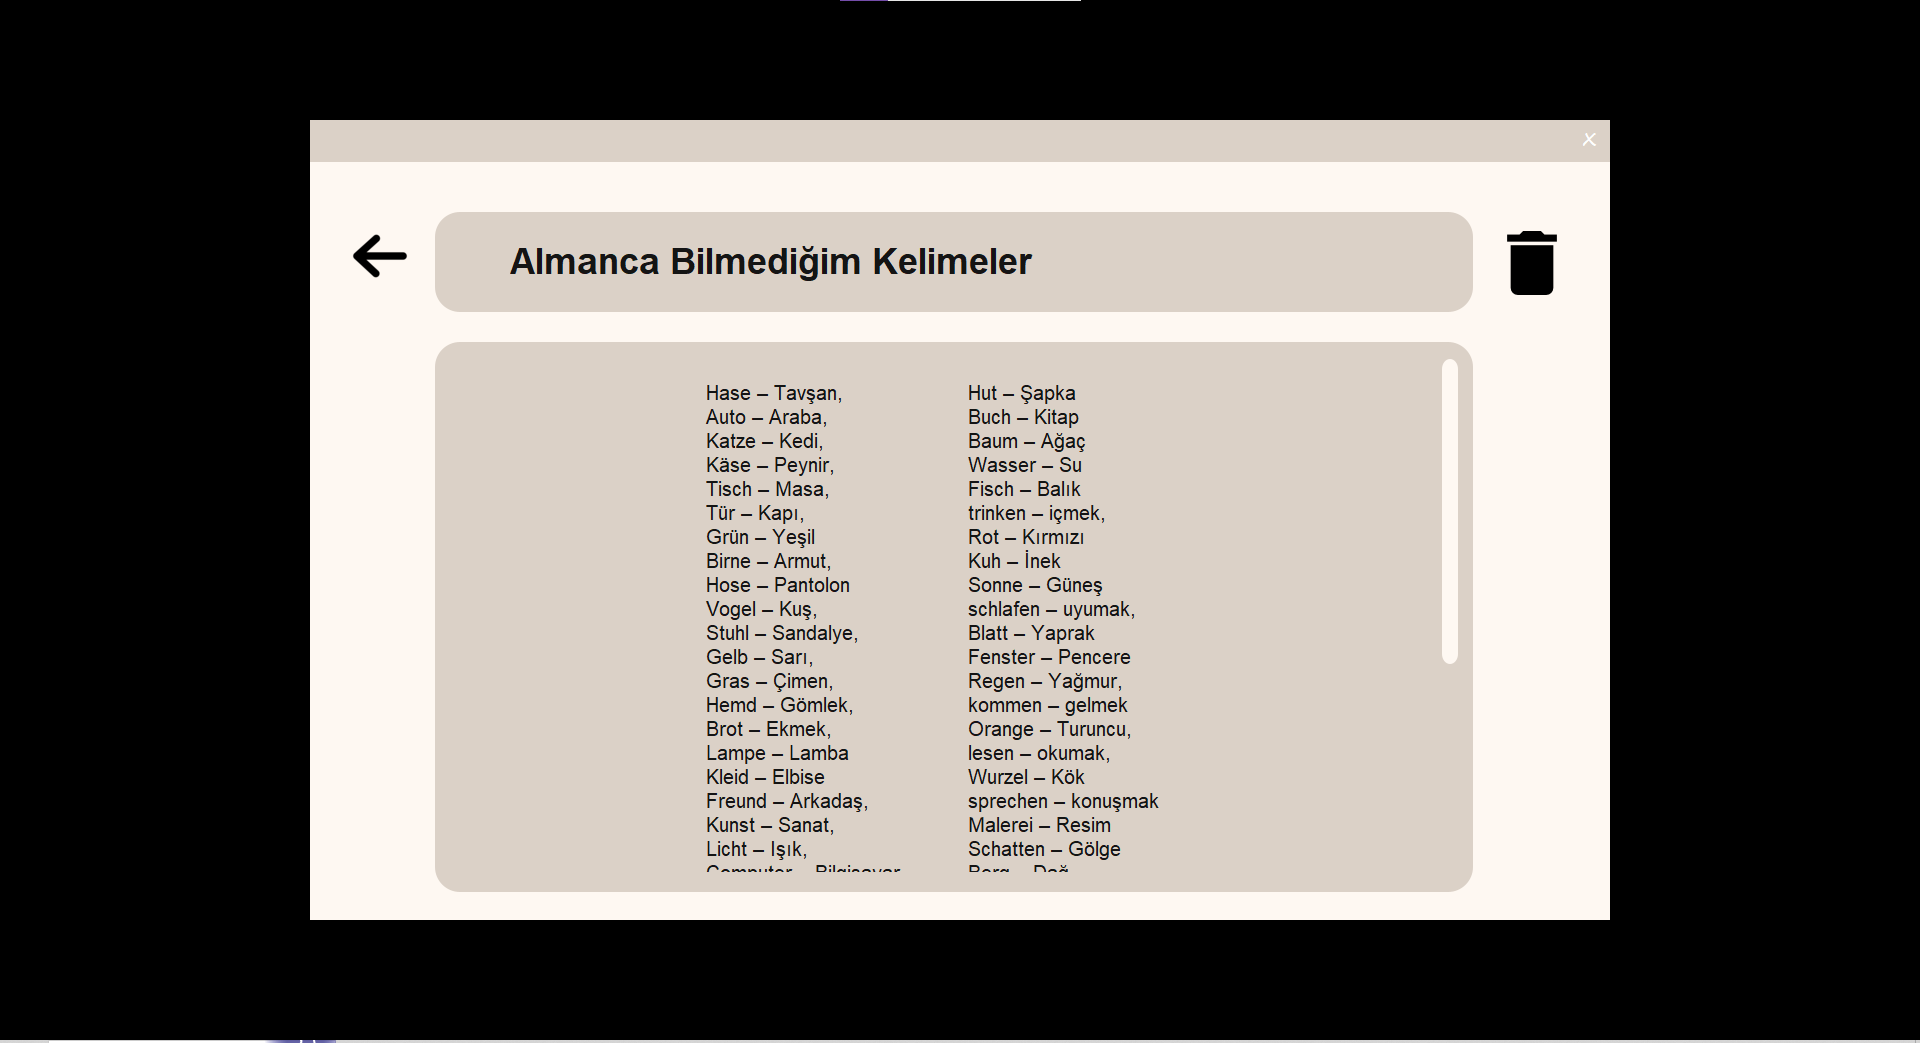 x
Almanca Bilmediğim Kelimeler
Hase – Tavşan,
Auto – Araba,
Katze – Kedi,
Käse – Peynir,
Tisch – Masa,
Tür – Kapı,
Grün – Yeşil
Birne – Armut,
Hose – Pantolon
Vogel – Kuş,
Stuhl – Sandalye,
Gelb – Sarı,
Gras – Çimen,
Hemd – Gömlek,
Brot – Ekmek,
Lampe – Lamba
Kleid – Elbise
Freund – Arkadaş,
Kunst – Sanat,
Licht – Işık,
Computer – Bilgisayar
Hut – Şapka
Buch – Kitap
Baum – Ağaç
Wasser – Su
Fisch – Balık
trinken – içmek,
Rot – Kırmızı
Kuh – İnek
Sonne – Güneş
schlafen – uyumak,
Blatt – Yaprak
Fenster – Pencere
Regen – Yağmur,
kommen – gelmek
Orange – Turuncu,
lesen – okumak,
Wurzel – Kök
sprechen – konuşmak
Malerei – Resim
Schatten – Gölge
Berg – Dağ